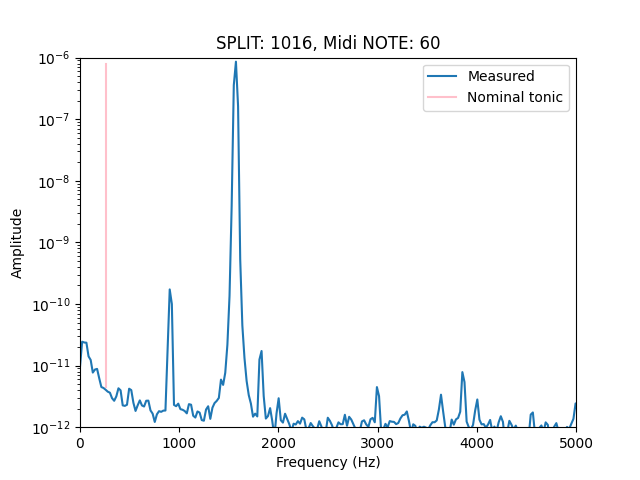 SPLIT: 1016, Midi NOTE: 60
Measured
Nominal tonic
Amplitude
10⁻⁶
10⁻⁷
10⁻⁸
10⁻⁹
10⁻¹⁰
10⁻¹¹
10⁻¹²
0 1000 2000 3000 4000 5000
Frequency (Hz)